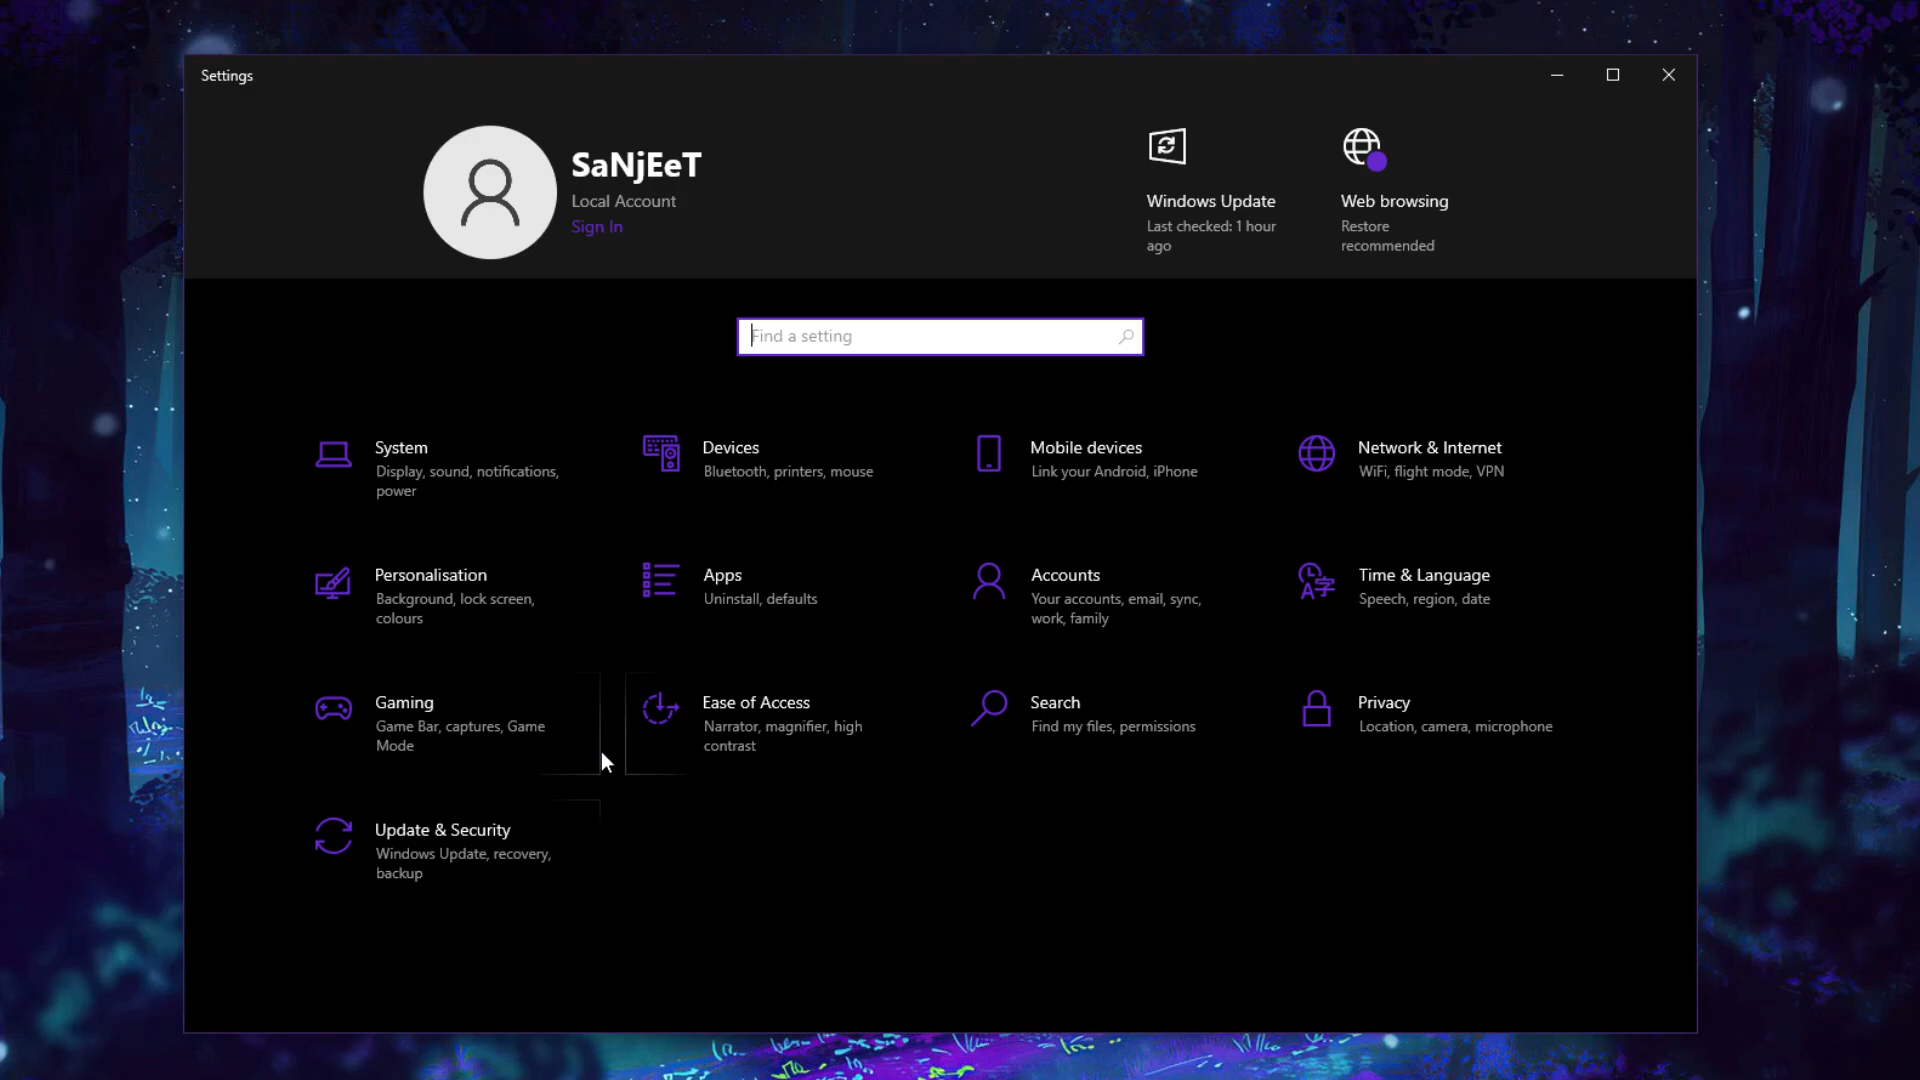 Settings
SaNjEeT
Local Account
Sign In
Windows Update
Last checked: 1 hour
ago
Web browsing
Restore
recommended
Find a setting
System
Display, sound, notifications,
power
Devices
Bluetooth, printers, mouse
Mobile devices
Link your Android, iPhone
Network & Internet
WiFi, flight mode, VPN
Personalisation
Background, lock screen,
colours
Apps
Uninstall, defaults
Accounts
Your accounts, email, sync,
work, family
Time & Language
Speech, region, date
Gaming
Game Bar, captures, Game
Mode
Ease of Access
Narrator, magnifier, high
contrast
Search
Find my files, permissions
Privacy
Location, camera, microphone
Update & Security
Windows Update, recovery,
backup